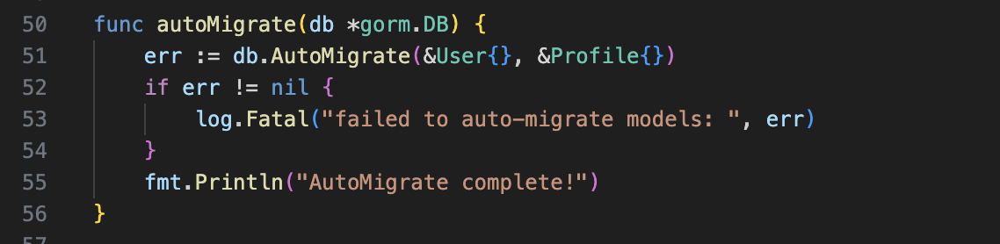 50 func autoMigrate(db *gorm.DB) {
51     err := db.AutoMigrate(&User{}, &Profile{})
52     if err != nil {
53         log.Fatal("failed to auto-migrate models: ", err)
54     }
55     fmt.Println("AutoMigrate complete!")
56 }
57